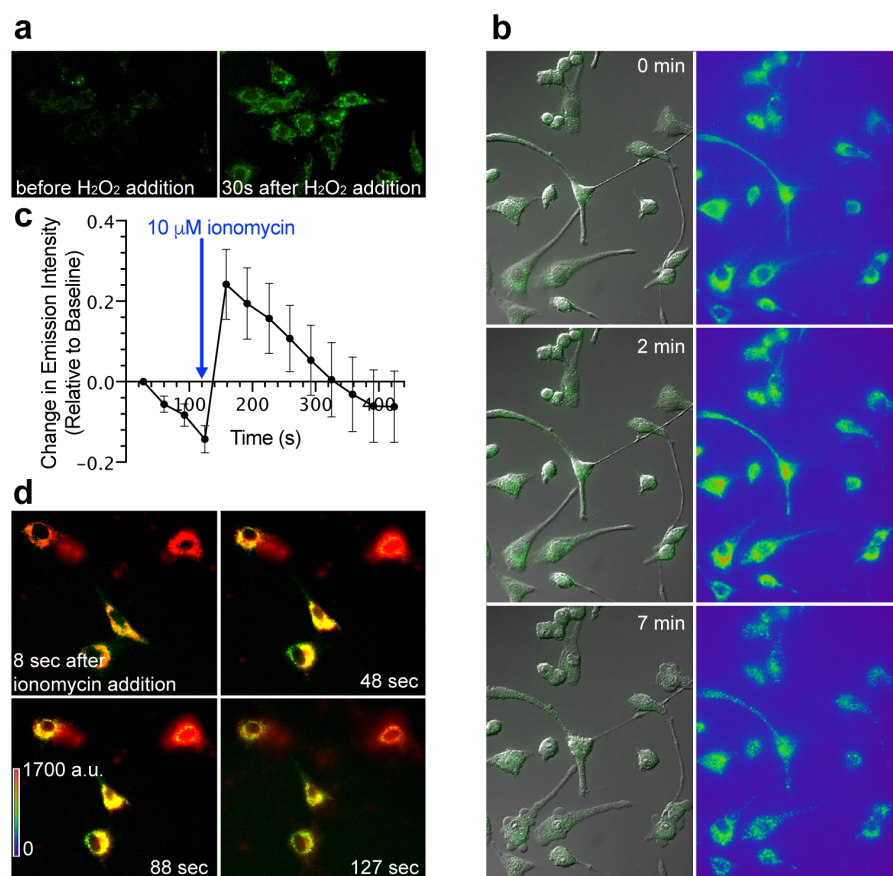 a
before H₂O₂ addition
30s after H₂O₂ addition
b
0 min
2 min
7 min
c
10 μM ionomycin
Change in Emission Intensity
(Relative to Baseline)
0.4
0.2
0.0
−0.2
100 200 300 400
Time (s)
d
8 sec after
ionomycin addition
48 sec
1700 a.u.
0
88 sec
127 sec